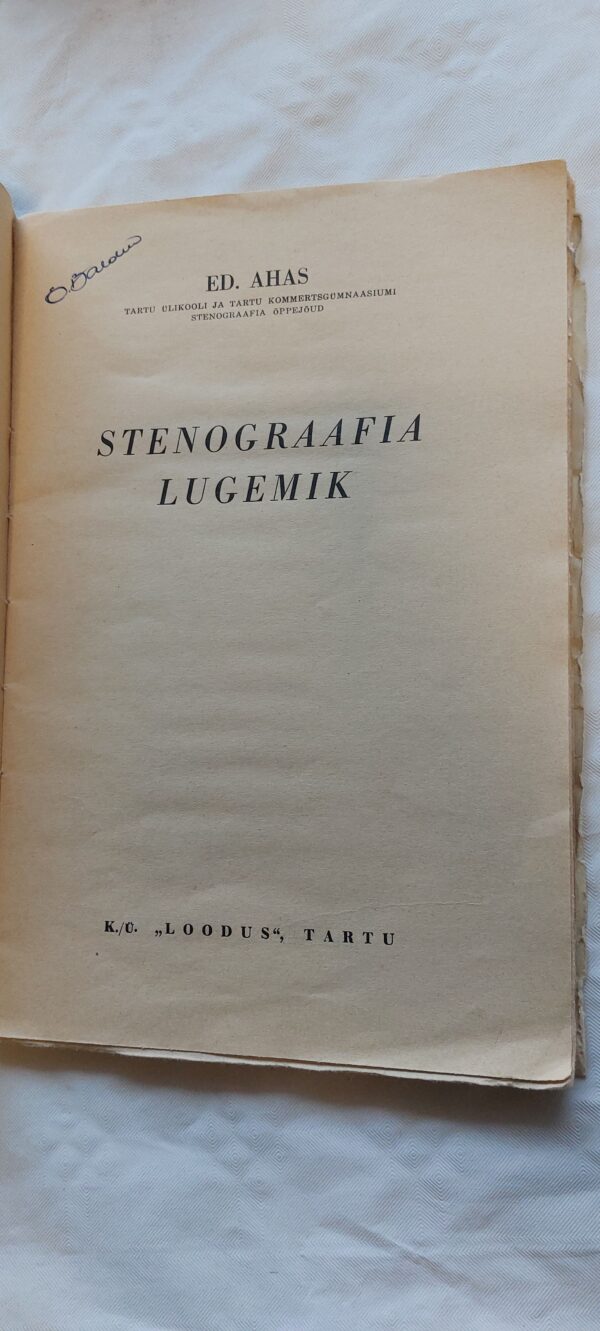 ED. AHAS
TARTU ÜLIKOOLI JA TARTU KOMMERTSGÜMNAASIUMI
STENOGRAAFIA ÕPPEJÕUD
STENOGRAAFIA
LUGEMIK
K./Ü. „LOODUS“, TARTU